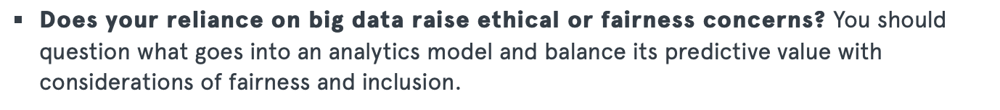 ▪ Does your reliance on big data raise ethical or fairness concerns? You should
question what goes into an analytics model and balance its predictive value with
considerations of fairness and inclusion.